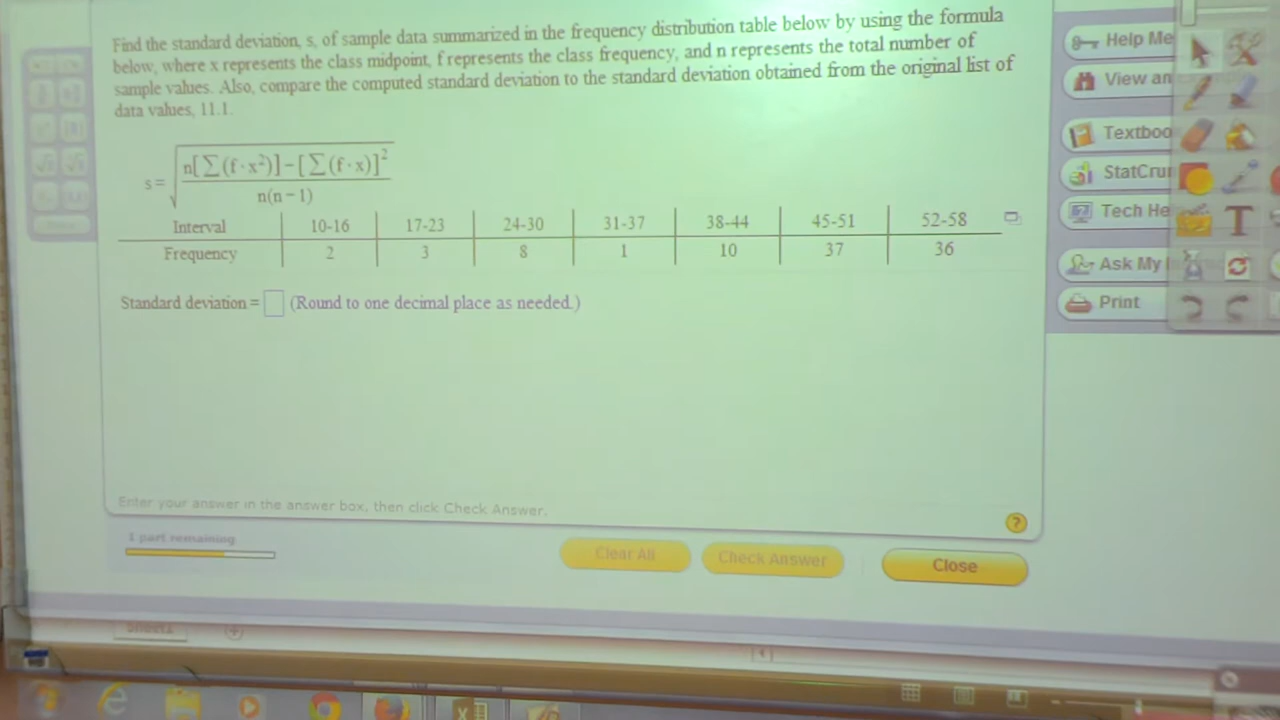 Find the standard deviation, s, of sample data summarized in the frequency distribution table below by using the formula
below, where x represents the class midpoint, f represents the class frequency, and n represents the total number of
sample values. Also, compare the computed standard deviation to the standard deviation obtained from the original list of
data values, 11.1.
s = √ n[∑(f·x²)]−[∑(f·x)]²
n(n − 1)
Interval 10-16 17-23 24-30 31-37 38-44 45-51 52-58
Frequency 2 3 8 1 10 37 36
Standard deviation = (Round to one decimal place as needed.)
Enter your answer in the answer box, then click Check Answer.
?
1 part remaining
Clear All Check Answer Close
Help Me
View an
Textboo
StatCru
Tech He
Ask My
Print
T